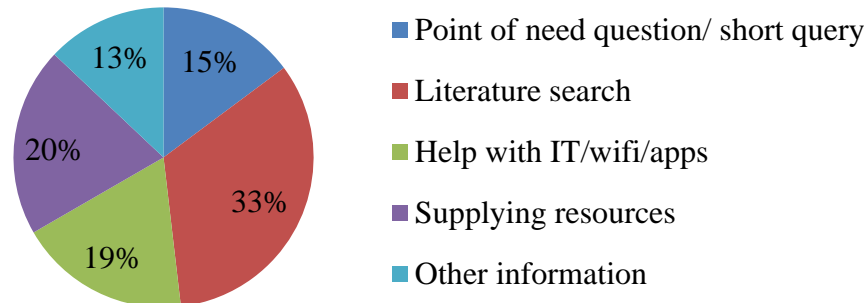 13%
15%
20%
33%
19%
Point of need question/ short query
Literature search
Help with IT/wifi/apps
Supplying resources
Other information